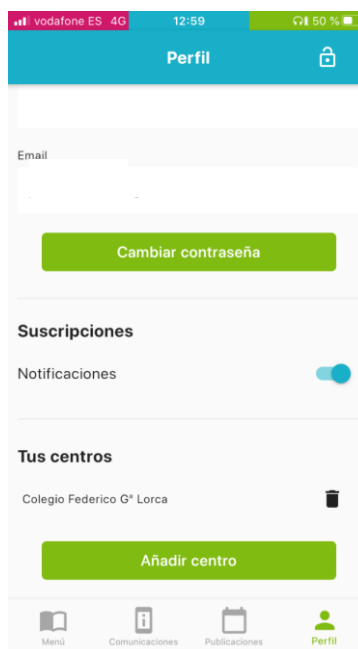 vodafone ES 4G 12:59 50 %
Perfil
Email
Cambiar contraseña
Suscripciones
Notificaciones
Tus centros
Colegio Federico Gª Lorca
Añadir centro
Menú Comunicaciones Publicaciones Perfil